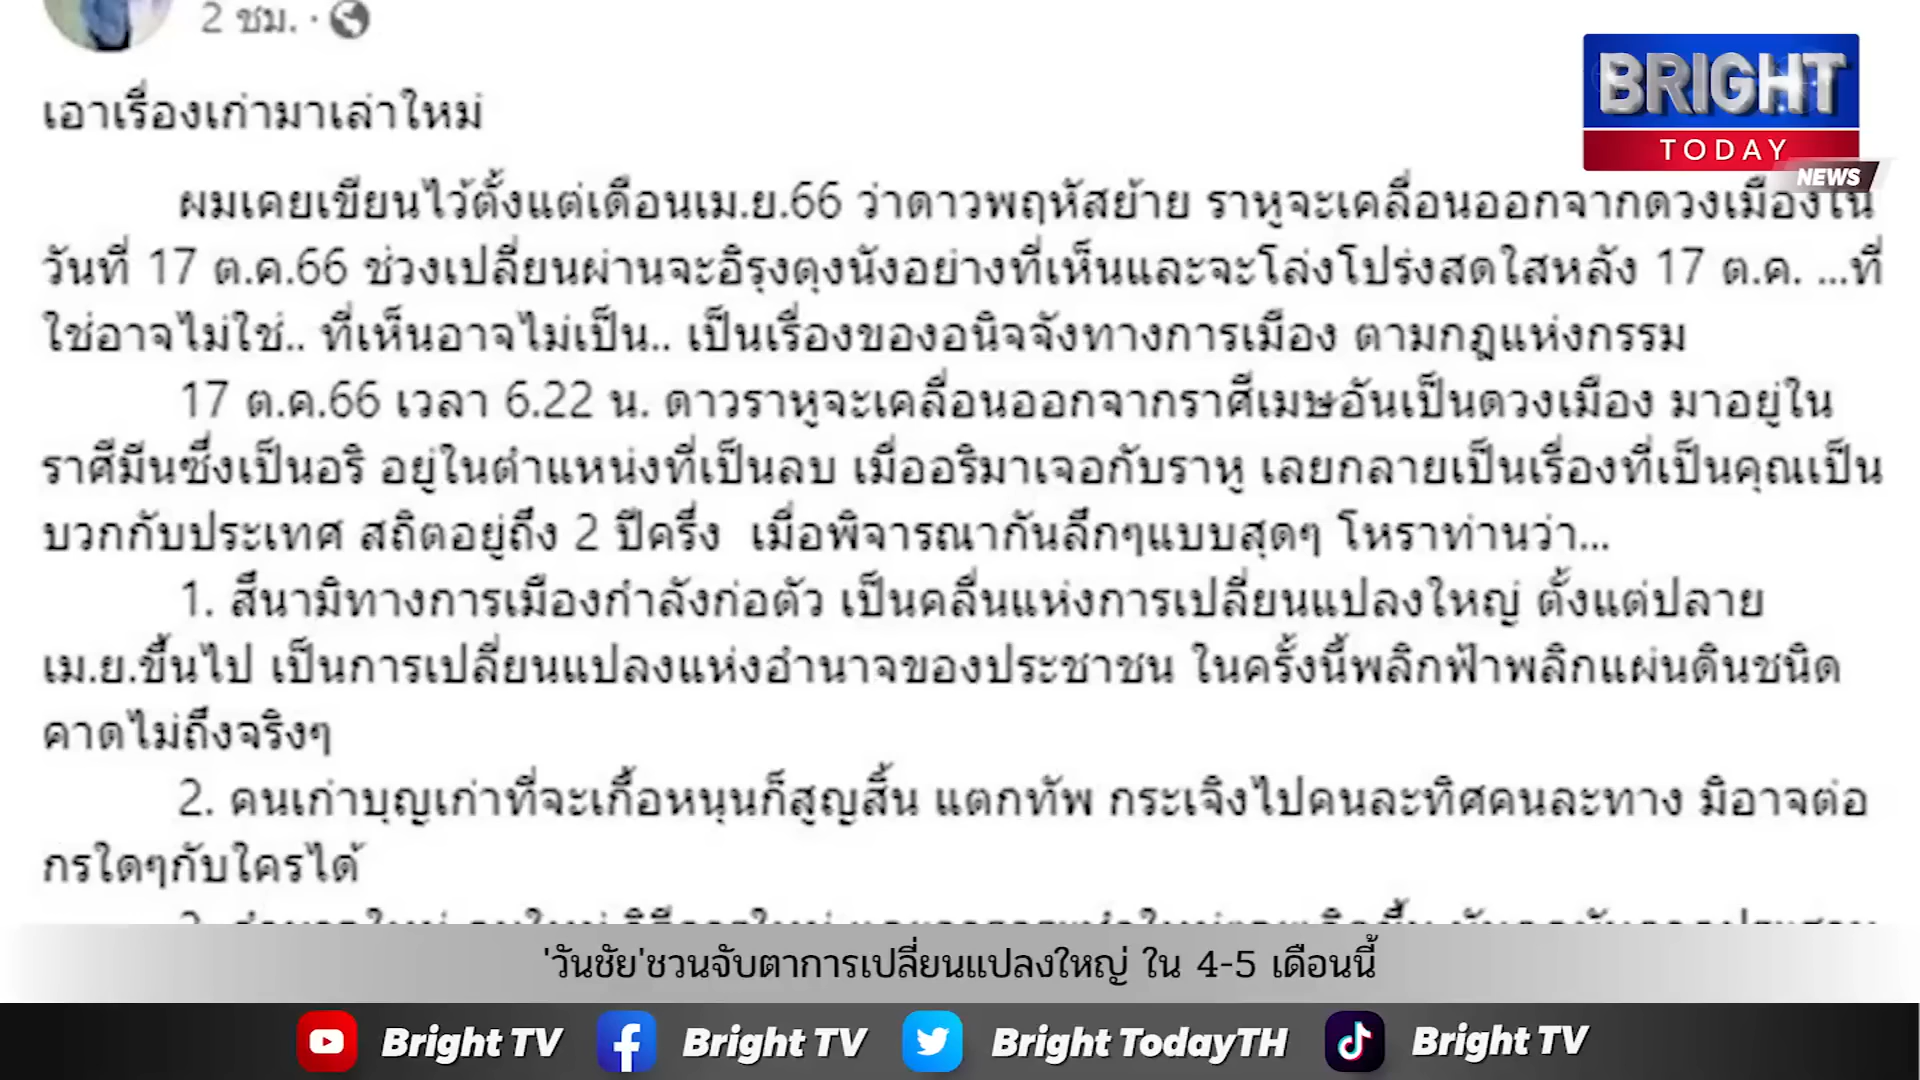 2 ชม. ·
BRIGHT
TODAY
NEWS
เอาเรื่องเก่ามาเล่าใหม่
ผมเคยเขียนไว้ตั้งแต่เดือนเม.ย.66 ว่าดาวพฤหัสย้าย ราหูจะเคลื่อนออกจากดวงเมืองใน
วันที่ 17 ต.ค.66 ช่วงเปลี่ยนผ่านจะอิรุงตุงนังอย่างที่เห็นและจะโล่งโปร่งสดใสหลัง 17 ต.ค. ...ที่
ใช่อาจไม่ใช่.. ที่เห็นอาจไม่เป็น.. เป็นเรื่องของอนิจจังทางการเมือง ตามกฎแห่งกรรม
17 ต.ค.66 เวลา 6.22 น. ดาวราหูจะเคลื่อนออกจากราศีเมษอันเป็นดวงเมือง มาอยู่ใน
ราศีมีนซึ่งเป็นอริ อยู่ในตำแหน่งที่เป็นลบ เมื่ออริมาเจอกับราหู เลยกลายเป็นเรื่องที่เป็นคุณเป็น
บวกกับประเทศ สถิตอยู่ถึง 2 ปีครึ่ง เมื่อพิจารณากันลึกๆแบบสุดๆ โหราท่านว่า...
1. สึนามิทางการเมืองกำลังก่อตัว เป็นคลื่นแห่งการเปลี่ยนแปลงใหญ่ ตั้งแต่ปลาย
เม.ย.ขึ้นไป เป็นการเปลี่ยนแปลงแห่งอำนาจของประชาชน ในครั้งนี้พลิกฟ้าพลิกแผ่นดินชนิด
คาดไม่ถึงจริงๆ
2. คนเก่าบุญเก่าที่จะเกื้อหนุนก็สูญสิ้น แตกทัพ กระเจิงไปคนละทิศคนละทาง มิอาจต่อ
กรใดๆกับใครได้
'วันชัย'ชวนจับตาการเปลี่ยนแปลงใหญ่ ใน 4-5 เดือนนี้
Bright TV Bright TV Bright TodayTH Bright TV